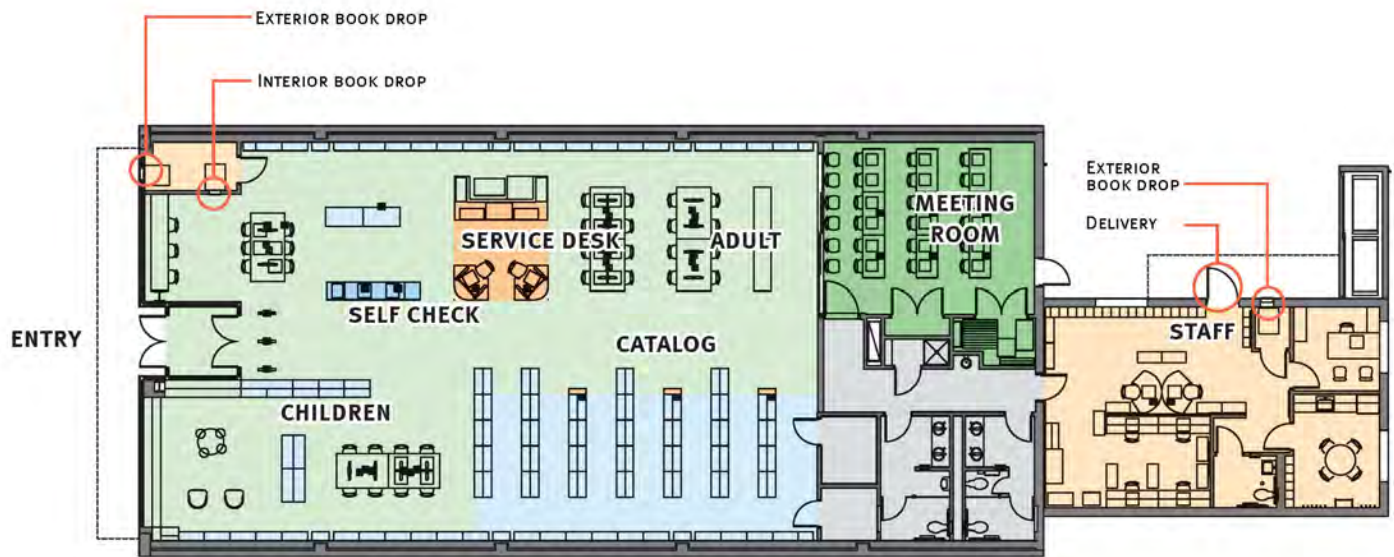 EXTERIOR BOOK DROP
INTERIOR BOOK DROP
EXTERIOR
BOOK DROP
DELIVERY
MEETING
ROOM
SERVICE DESK
ADULT
SELF CHECK
STAFF
ENTRY
CATALOG
CHILDREN